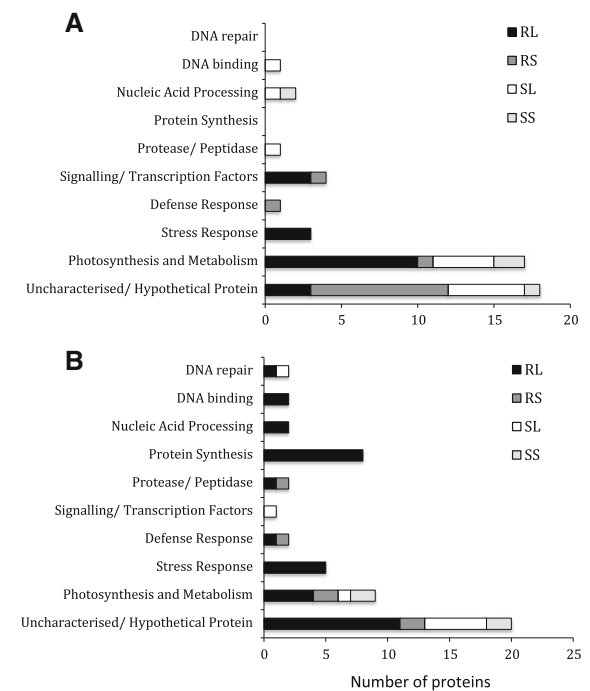 A
DNA repair
DNA binding
Nucleic Acid Processing
Protein Synthesis
Protease/ Peptidase
Signalling/ Transcription Factors
Defense Response
Stress Response
Photosynthesis and Metabolism
Uncharacterised/ Hypothetical Protein
0 5 10 15 20
RL
RS
SL
SS
B
DNA repair
DNA binding
Nucleic Acid Processing
Protein Synthesis
Protease/ Peptidase
Signalling/ Transcription Factors
Defense Response
Stress Response
Photosynthesis and Metabolism
Uncharacterised/ Hypothetical Protein
0 5 10 15 20 25
Number of proteins
RL
RS
SL
SS